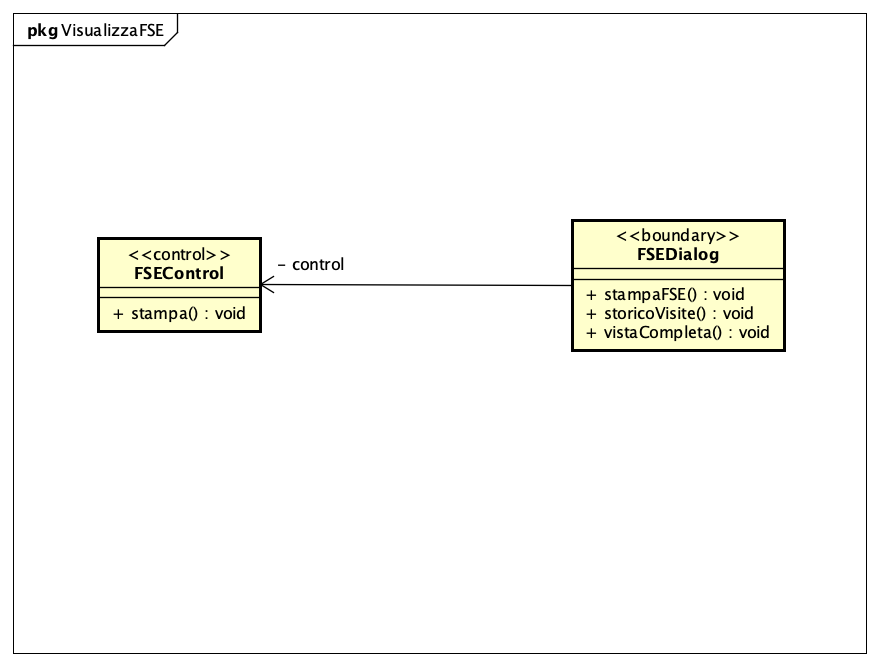 pkg VisualizzaFSE
<<control>>
FSEControl
+ stampa() : void
- control
<<boundary>>
FSEDialog
+ stampaFSE() : void
+ storicoVisite() : void
+ vistaCompleta() : void